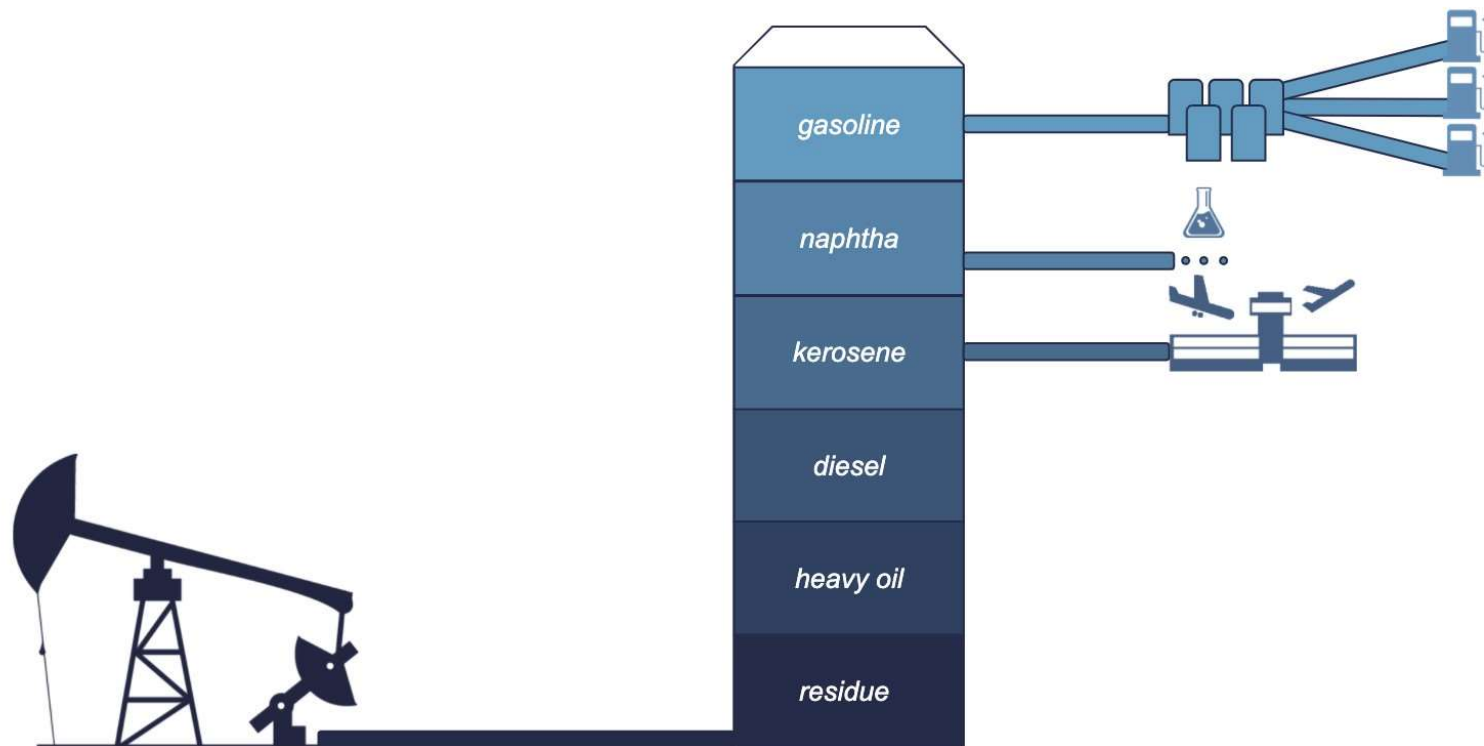 gasoline
naphtha
kerosene
diesel
heavy oil
residue